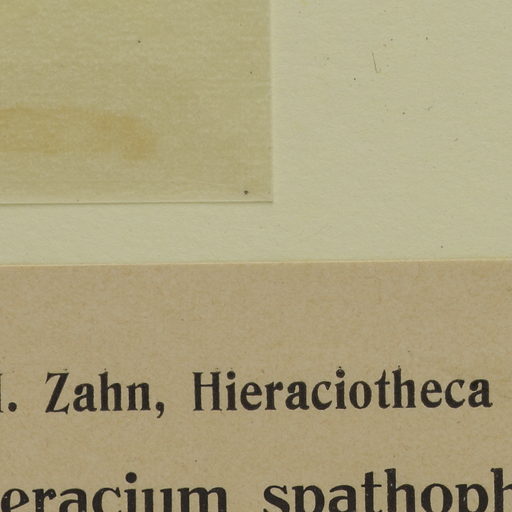 . Zahn, Hieraciotheca
eracium spathoph